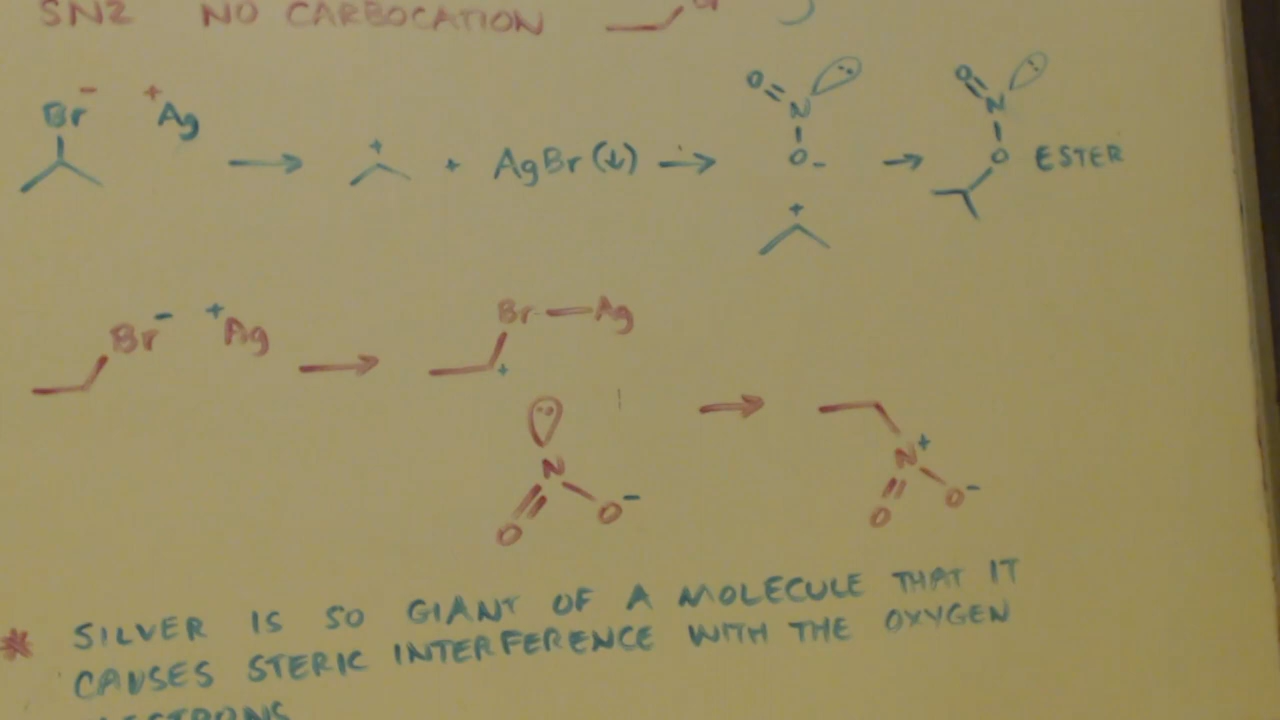 SN2 NO CARBOCATION
Br⁻ ⁺Ag
+ + AgBr(↓)
O N O-
+
O N O ESTER
Br⁻ ⁺Ag
Br Ag
+
N O O⁻
N⁺ O O⁻
* SILVER IS SO GIANT OF A MOLECULE THAT IT
CAUSES STERIC INTERFERENCE WITH THE OXYGEN